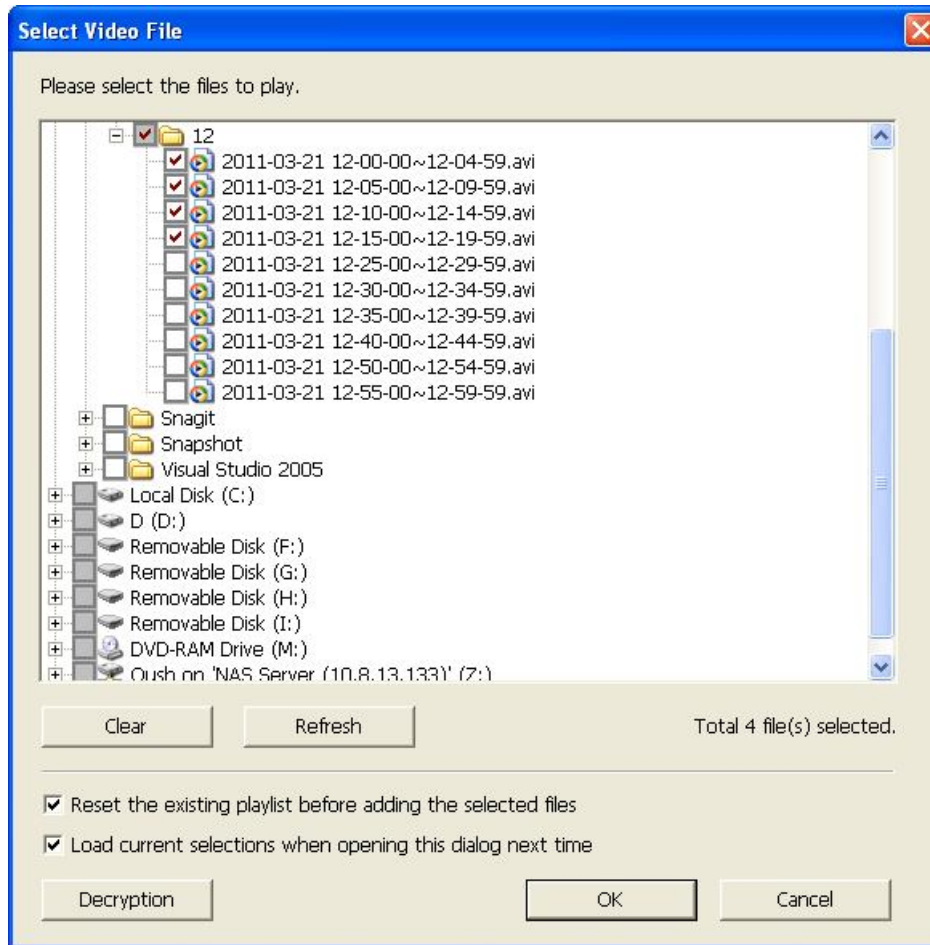 Select Video File
Please select the files to play.
12
2011-03-21 12-00-00~12-04-59.avi
2011-03-21 12-05-00~12-09-59.avi
2011-03-21 12-10-00~12-14-59.avi
2011-03-21 12-15-00~12-19-59.avi
2011-03-21 12-25-00~12-29-59.avi
2011-03-21 12-30-00~12-34-59.avi
2011-03-21 12-35-00~12-39-59.avi
2011-03-21 12-40-00~12-44-59.avi
2011-03-21 12-50-00~12-54-59.avi
2011-03-21 12-55-00~12-59-59.avi
Snagit
Snapshot
Visual Studio 2005
Local Disk (C:)
D (D:)
Removable Disk (F:)
Removable Disk (G:)
Removable Disk (H:)
Removable Disk (I:)
DVD-RAM Drive (M:)
Oush on 'NAS Server (10.8.13.133)' (Z:)
Clear Refresh Total 4 file(s) selected.
Reset the existing playlist before adding the selected files
Load current selections when opening this dialog next time
Decryption OK Cancel